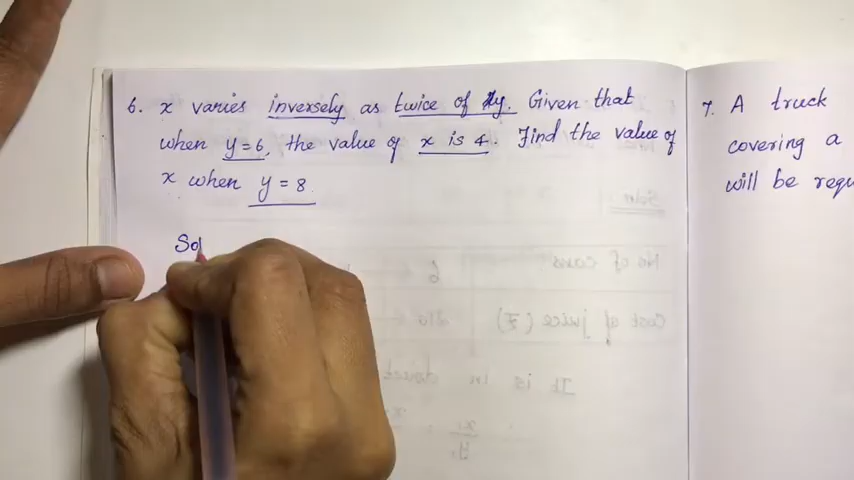 6. x varies inversely as twice of y. Given that
when y = 6, the value of x is 4. Find the value of
x when y = 8.
Sol
7. A truck
covering a
will be requ